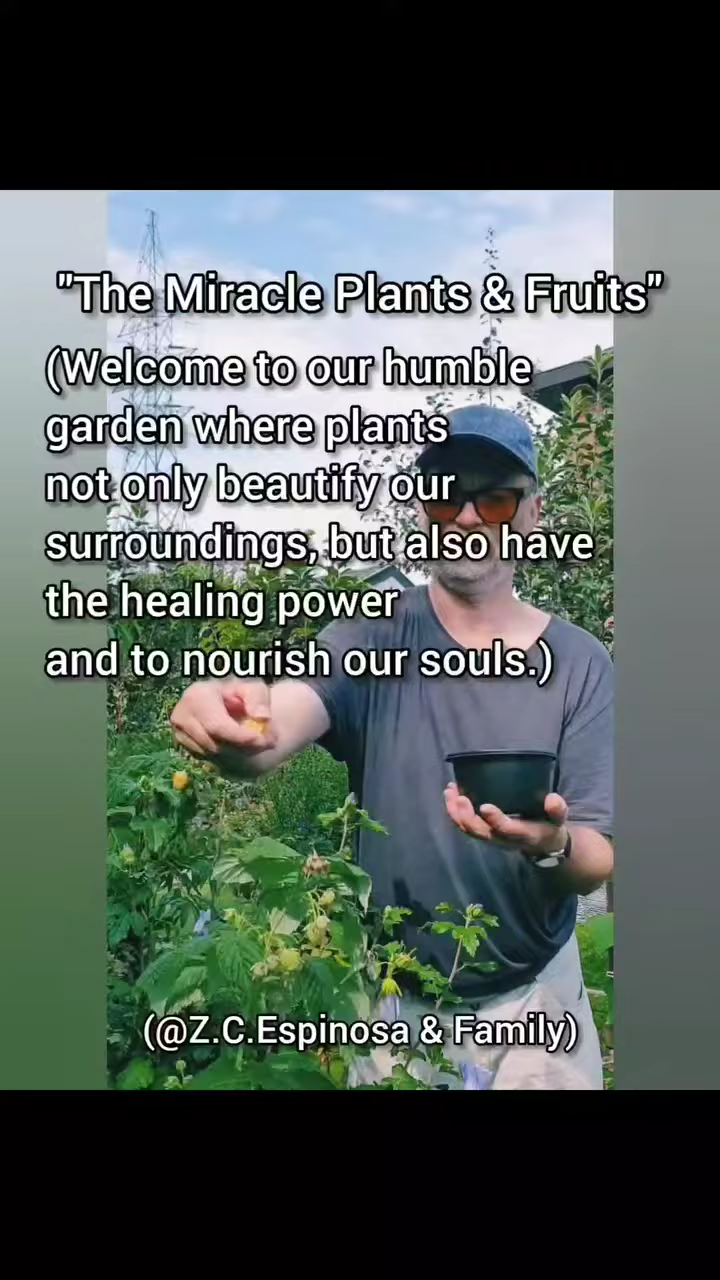 "The Miracle Plants & Fruits"
(Welcome to our humble
garden where plants
not only beautify our
surroundings, but also have
the healing power
and to nourish our souls.)
(@Z.C.Espinosa & Family)